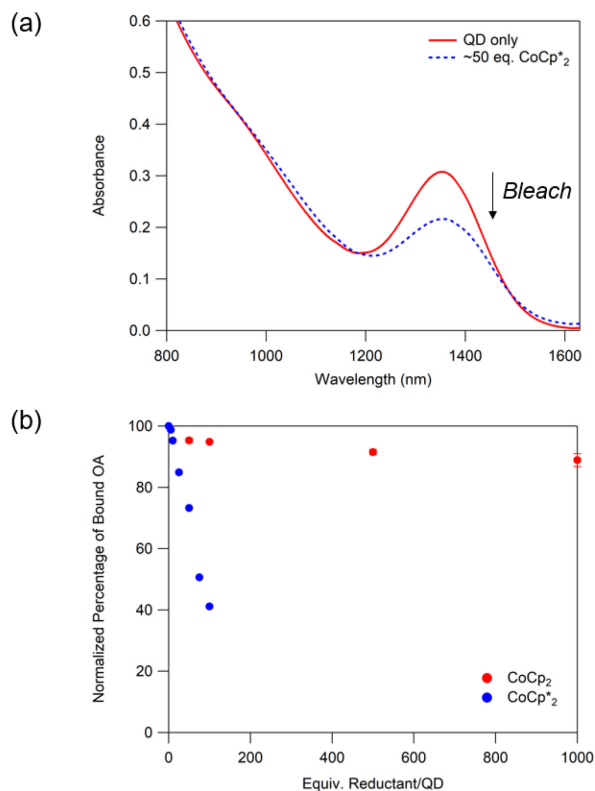 (a)
0.6
0.5
0.4
0.3
0.2
0.1
0.0
Absorbance
QD only
~50 eq. CoCp*2
Bleach
800 1000 1200 1400 1600
Wavelength (nm)
(b)
100
80
60
40
20
0
Normalized Percentage of Bound OA
CoCp2
CoCp*2
0 200 400 600 800 1000
Equiv. Reductant/QD